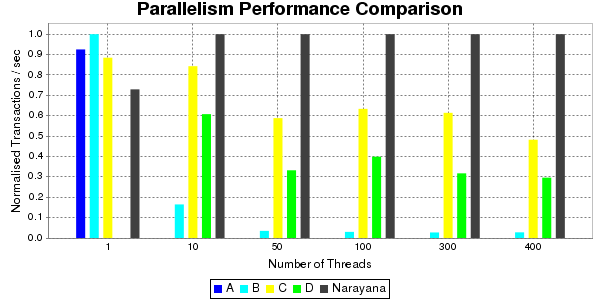 Parallelism Performance Comparison
Normalised Transactions / sec
1.0
0.9
0.8
0.7
0.6
0.5
0.4
0.3
0.2
0.1
0.0
1 10 50 100 300 400
Number of Threads
A B C D Narayana